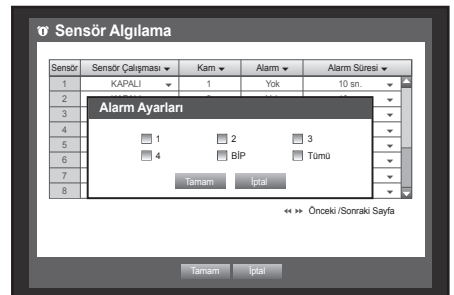 Sensör Algılama
Sensör Sensör Çalışması Kam Alarm Alarm Süresi
1 KAPALI 1 Yok 10 sn.
2
Alarm Ayarları
3
4
5
6
7
8
1 2 3
4 BİP Tümü
Tamam İptal
Önceki /Sonraki Sayfa
Tamam İptal